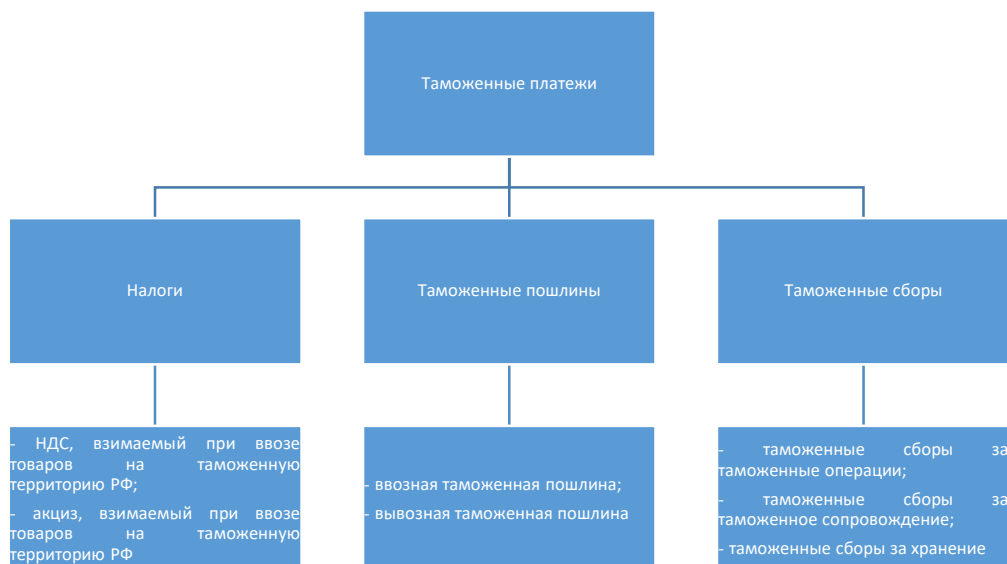 Таможенные платежи
Налоги
Таможенные пошлины
Таможенные сборы
- НДС, взимаемый при ввозе
товаров на таможенную
территорию РФ;
- акциз, взимаемый при ввозе
товаров на таможенную
территорию РФ
- ввозная таможенная пошлина;
- вывозная таможенная пошлина
- таможенные сборы за
таможенные операции;
- таможенные сборы за
таможенное сопровождение;
- таможенные сборы за хранение